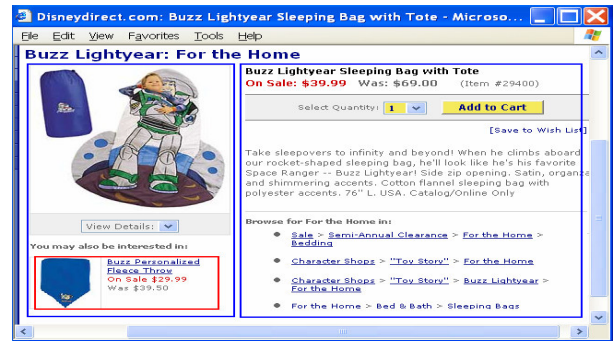 Disneydirect.com: Buzz Lightyear Sleeping Bag with Tote - Microso...
File Edit View Favorites Tools Help
Buzz Lightyear: For the Home
View Details:
You may also be interested in:
Buzz Personalized
Fleece Throw
On Sale $29.99
Was $39.50
Buzz Lightyear Sleeping Bag with Tote
On Sale: $39.99 Was: $69.00 (Item #29400)
Select Quantity: 1 Add to Cart
[Save to Wish List]
Take sleepovers to infinity and beyond! When he climbs aboard
our rocket-shaped sleeping bag, he'll look like he's his favorite
Space Ranger -- Buzz Lightyear! Side zip opening. Satin, organza
and shimmering accents. Cotton flannel sleeping bag with
polyester accents. 76" L. USA. Catalog/Online Only
Browse for For the Home in:
Sale > Semi-Annual Clearance > For the Home >
Bedding
Character Shops > "Toy Story" > For the Home
Character Shops > "Toy Story" > Buzz Lightyear >
For the Home
For the Home > Bed & Bath > Sleeping Bags